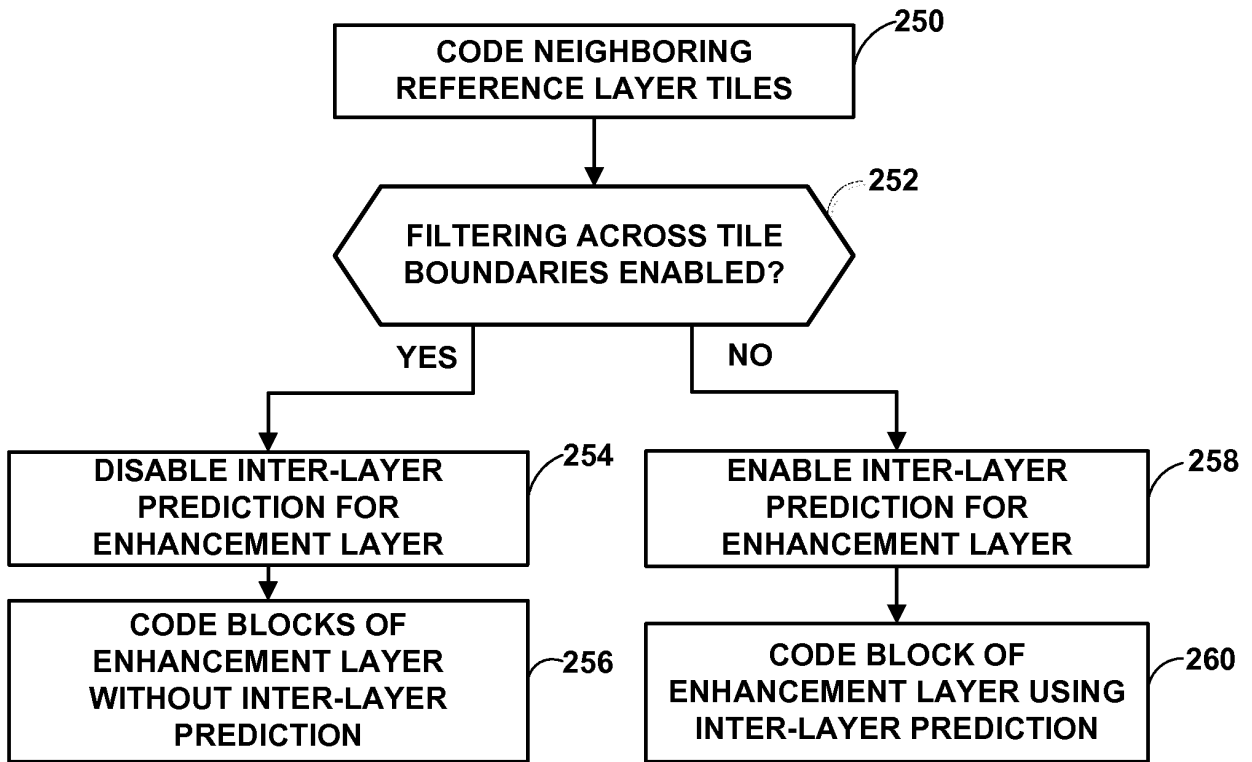 250
CODE NEIGHBORING
REFERENCE LAYER TILES
252
FILTERING ACROSS TILE
BOUNDARIES ENABLED?
YES
NO
254
DISABLE INTER-LAYER
PREDICTION FOR
ENHANCEMENT LAYER
258
ENABLE INTER-LAYER
PREDICTION FOR
ENHANCEMENT LAYER
256
CODE BLOCKS OF
ENHANCEMENT LAYER
WITHOUT INTER-LAYER
PREDICTION
260
CODE BLOCK OF
ENHANCEMENT LAYER USING
INTER-LAYER PREDICTION